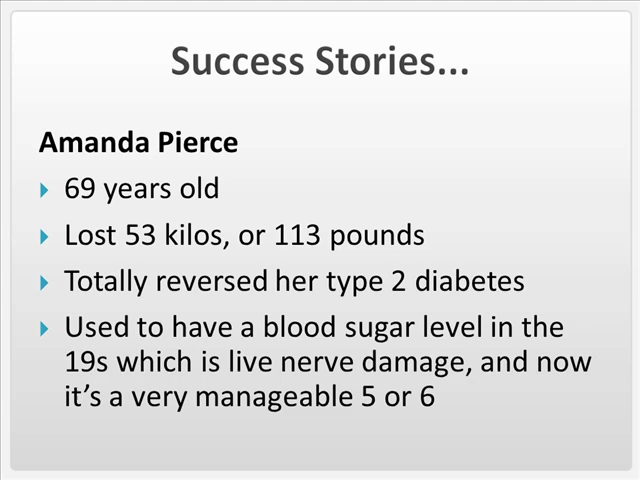 Success Stories...
Amanda Pierce
69 years old
Lost 53 kilos, or 113 pounds
Totally reversed her type 2 diabetes
Used to have a blood sugar level in the
19s which is live nerve damage, and now
it’s a very manageable 5 or 6